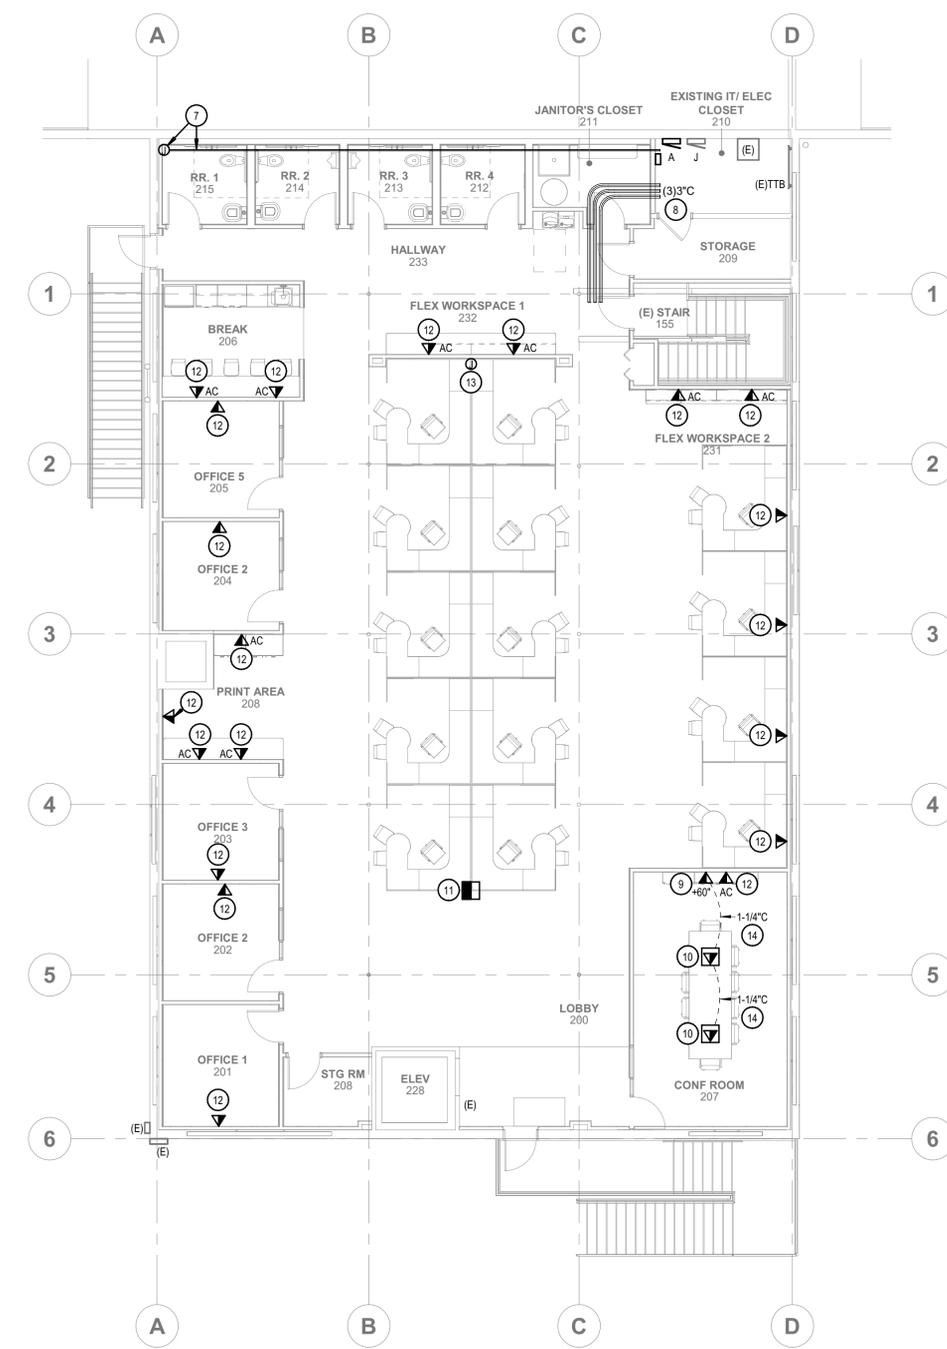 A
B
C
D
EXISTING IT/ ELEC
JANITOR'S CLOSET
CLOSET
211
210
7
A
J
(E)
RR. 1
215
RR. 2
214
RR. 3
213
RR. 4
212
(E)TTB
(3)3"C
8
HALLWAY
233
STORAGE
209
1
1
FLEX WORKSPACE 1
232
(E) STAIR
155
BREAK
206
12
AC
12
AC
12
AC
12
AC
13
12
AC
12
AC
12
12
12
FLEX WORKSPACE 2
231
2
2
OFFICE 5
205
12
12
OFFICE 2
204
12
3
3
AC
12
PRINT AREA
208
12
12
12
AC
AC
12
4
4
OFFICE 3
203
12
12
12
OFFICE 2
202
11
9
+60"
AC
12
1-1/4"C
14
10
5
5
1-1/4"C
14
10
LOBBY
200
OFFICE 1
201
STG RM
208
ELEV
228
CONF ROOM
207
12
(E)
(E)
(E)
6
6
A
B
C
D